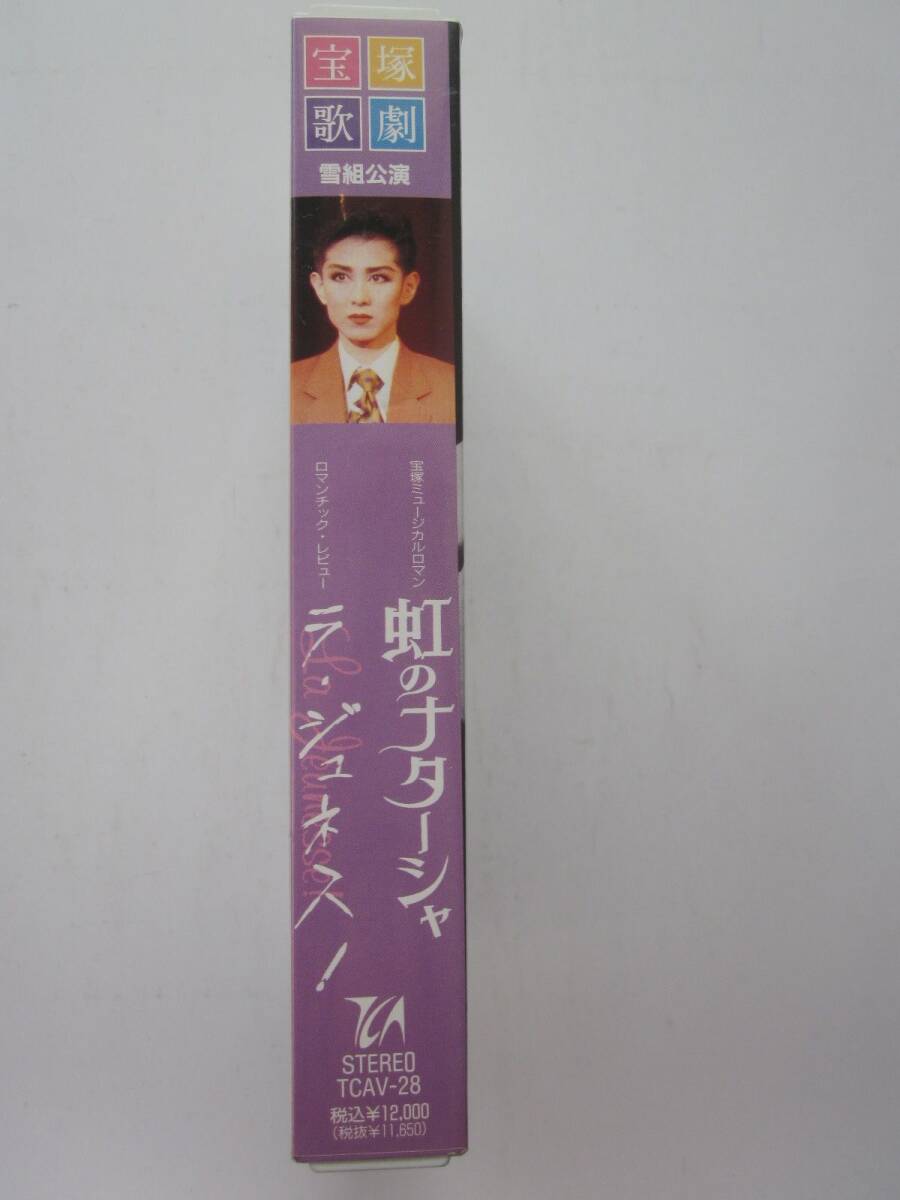 宝塚
歌劇
雪組公演
宝塚ミュージカルロマン
虹のナターシャ
ロマンチック・レビュー
ラ・ジュネス!
La Jeunesse!
TCA
STEREO
TCAV-28
税込¥12,000
(税抜¥11,650)